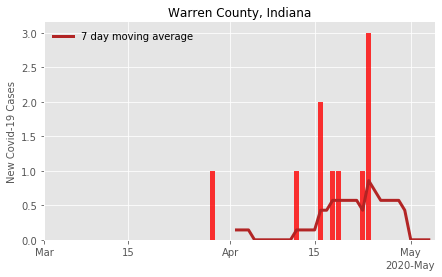 Warren County, Indiana
7 day moving average
New Covid-19 Cases
3.0
2.5
2.0
1.5
1.0
0.5
0.0
Mar
15
Apr
15
May
2020-May